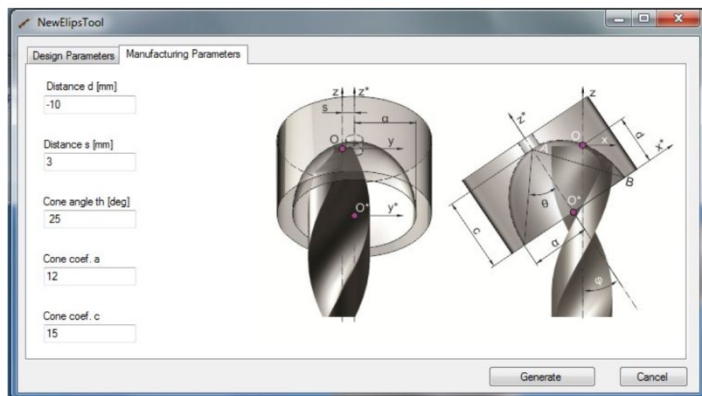 NewElipsTool
Design Parameters Manufacturing Parameters
Distance d [mm]
-10
Distance s [mm]
3
Cone angle th [deg]
25
Cone coef. a
12
Cone coef. c
15
z z*
s
a
O
y
O*
y*
z
z*
O
x
d
x*
B
θ
O*
c
a
φ
Generate Cancel